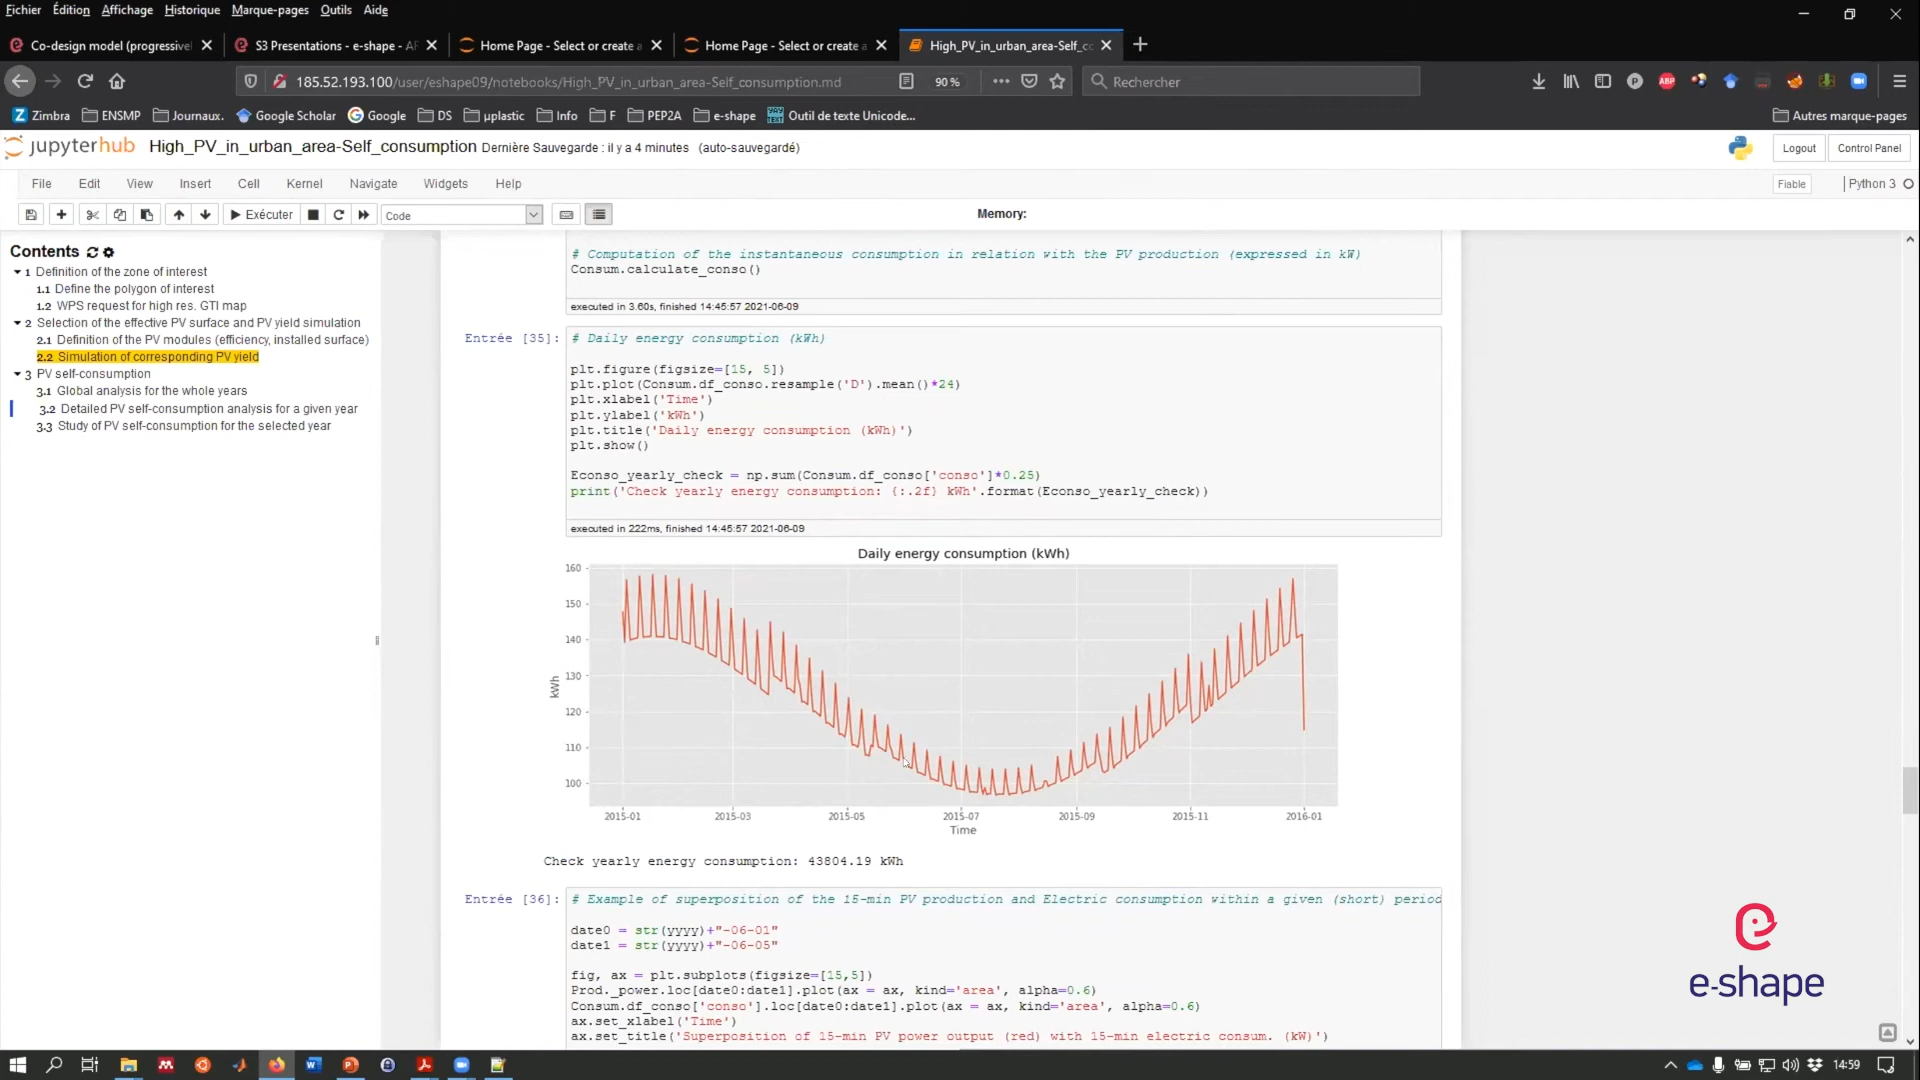 Fichier Édition Affichage Historique Marque-pages Outils Aide
Co-design model (progressivel
S3 Presentations - e-shape - AF
Home Page - Select or create a
Home Page - Select or create a
High_PV_in_urban_area-Self_co
185.52.193.100/user/eshape09/notebooks/High_PV_in_urban_area-Self_consumption.md
90 %
Rechercher
Zimbra ENSMP Journaux. Google Scholar Google DS µplastic Info F PEP2A e-shape Outil de texte Unicode... Autres marque-pages
jupyterhub High_PV_in_urban_area-Self_consumption Dernière Sauvegarde : il y a 4 minutes (auto-sauvegardé)
Logout Control Panel
File Edit View Insert Cell Kernel Navigate Widgets Help
Fiable Python 3
Exécuter Code Memory:
Contents
1 Definition of the zone of interest
1.1 Define the polygon of interest
1.2 WPS request for high res. GTI map
2 Selection of the effective PV surface and PV yield simulation
2.1 Definition of the PV modules (efficiency, installed surface)
2.2 Simulation of corresponding PV yield
3 PV self-consumption
3.1 Global analysis for the whole years
3.2 Detailed PV self-consumption analysis for a given year
3.3 Study of PV self-consumption for the selected year
# Computation of the instantaneous consumption in relation with the PV production (expressed in kW)
Consum.calculate_conso()
executed in 3.60s, finished 14:45:57 2021-06-09
Entrée [35]:
# Daily energy consumption (kWh)
plt.figure(figsize=[15, 5])
plt.plot(Consum.df_conso.resample('D').mean()*24)
plt.xlabel('Time')
plt.ylabel('kWh')
plt.title('Daily energy consumption (kWh)')
plt.show()
Econso_yearly_check = np.sum(Consum.df_conso['conso']*0.25)
print('Check yearly energy consumption: {:.2f} kWh'.format(Econso_yearly_check))
executed in 222ms, finished 14:45:57 2021-06-09
Daily energy consumption (kWh)
160
150
140
130
120
110
100
kWh
2015-01 2015-03 2015-05 2015-07 2015-09 2015-11 2016-01
Time
Check yearly energy consumption: 43804.19 kWh
Entrée [36]:
# Example of superposition of the 15-min PV production and Electric consumption within a given (short) period
date0 = str(yyyy)+"-06-01"
date1 = str(yyyy)+"-06-05"
fig, ax = plt.subplots(figsize=[15,5])
Prod._power.loc[date0:date1].plot(ax = ax, kind='area', alpha=0.6)
Consum.df_conso['conso'].loc[date0:date1].plot(ax = ax, kind='area', alpha=0.6)
ax.set_xlabel('Time')
ax.set_title('Superposition of 15-min PV power output (red) with 15-min electric consum. (kW)')
e-shape
14:59